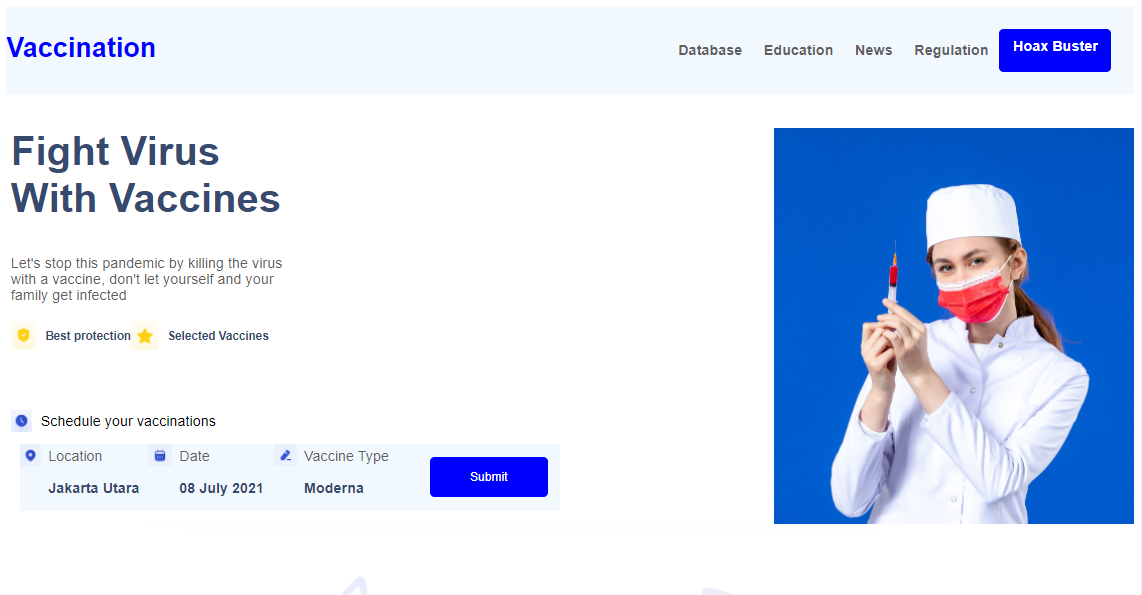 Vaccination
Database Education News Regulation Hoax Buster
Fight Virus
With Vaccines
Let's stop this pandemic by killing the virus
with a vaccine, don't let yourself and your
family get infected
Best protection Selected Vaccines
Schedule your vaccinations
Location Date Vaccine Type
Jakarta Utara 08 July 2021 Moderna
Submit